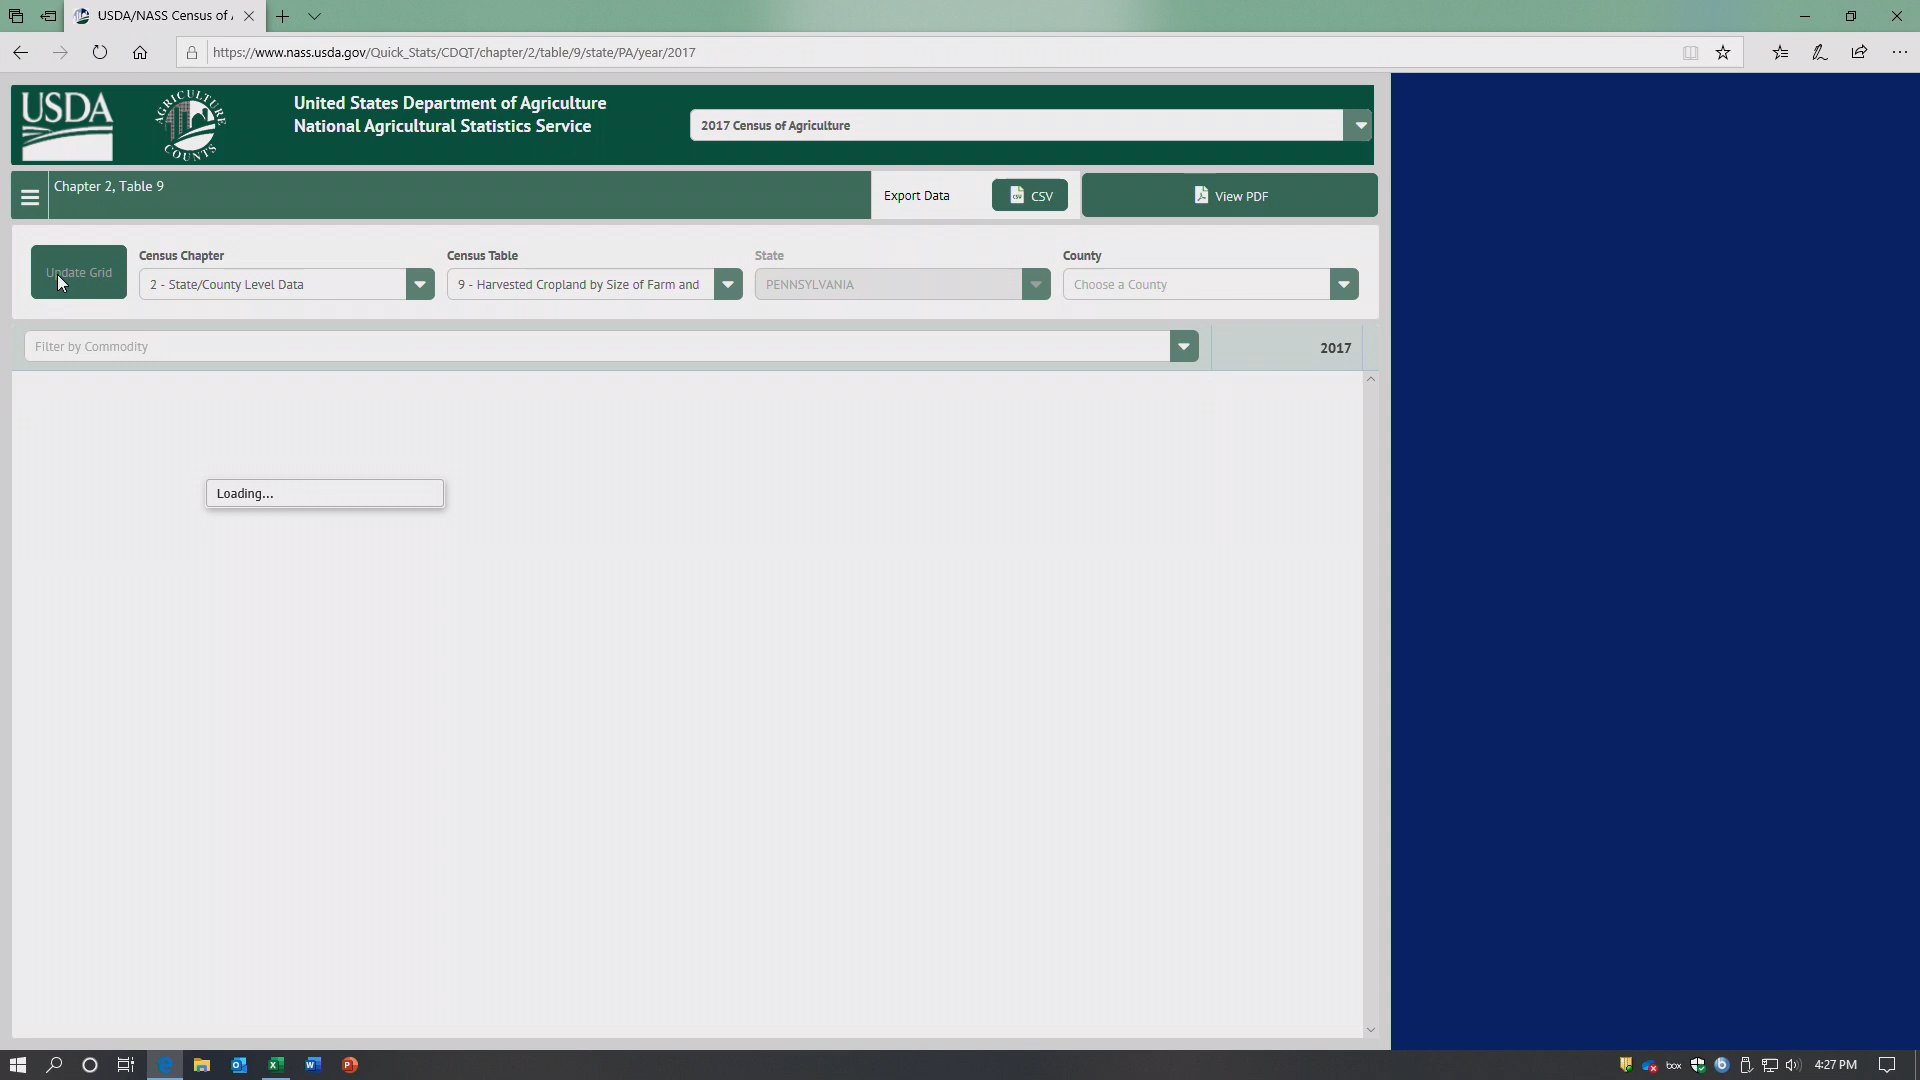 USDA/NASS Census of A
https://www.nass.usda.gov/Quick_Stats/CDQT/chapter/2/table/9/state/PA/year/2017
USDA
AGRICULTURE
COUNTS
United States Department of Agriculture
National Agricultural Statistics Service
2017 Census of Agriculture
Chapter 2, Table 9
Export Data
CSV
View PDF
Update Grid
Census Chapter
2 - State/County Level Data
Census Table
9 - Harvested Cropland by Size of Farm and
State
PENNSYLVANIA
County
Choose a County
Filter by Commodity
2017
Loading...
box
4:27 PM